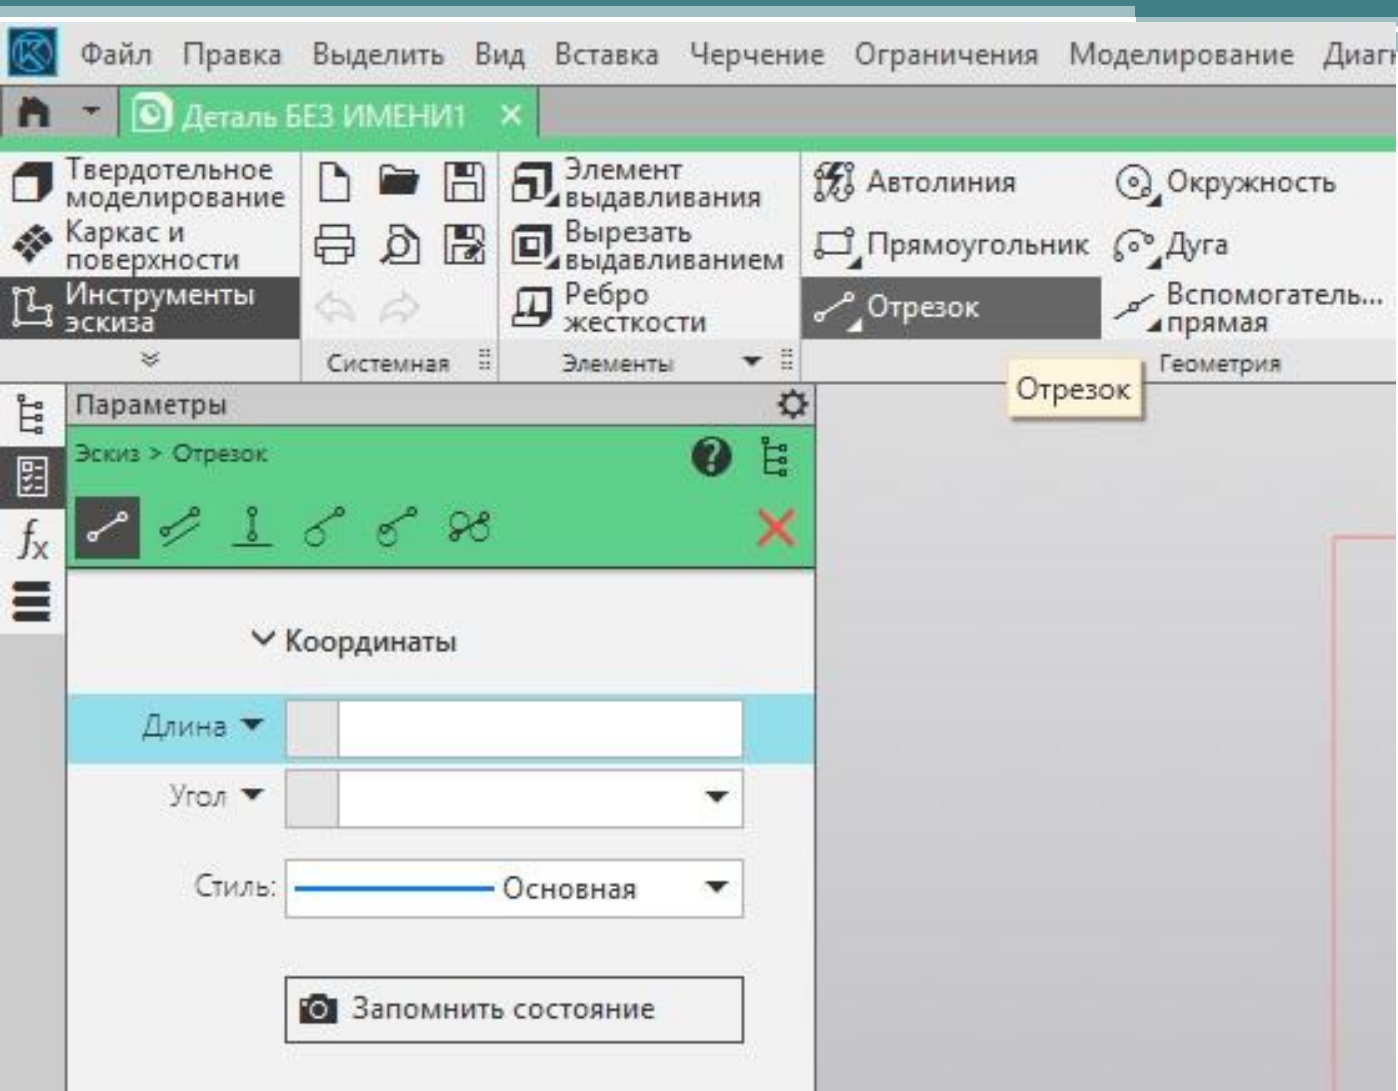 Файл Правка Выделить Вид Вставка Черчение Ограничения Моделирование
Деталь БЕЗ ИМЕНИ1
Твердотельное
моделирование
Каркас и
поверхности
Инструменты
эскиза
Системная
Элемент
выдавливания
Вырезать
выдавливанием
Ребро
жесткости
Элементы
Автолиния
Прямоугольник
Отрезок
Окружность
Дуга
Вспомогатель...
прямая
Геометрия
Отрезок
Параметры
Эскиз > Отрезок
fx
Координаты
Длина
Угол
Стиль: Основная
Запомнить состояние